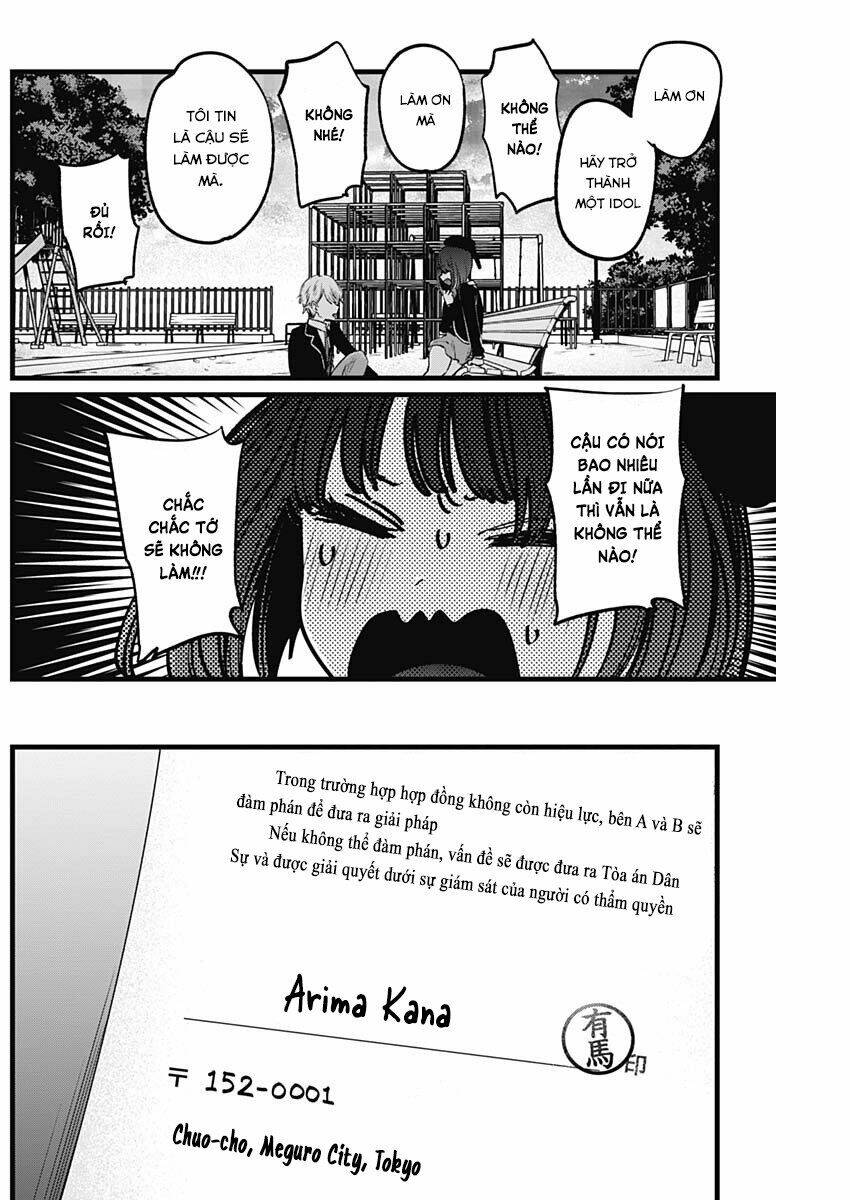 LÀM ƠN
HÃY TRỞ
THÀNH
MỘT IDOL
KHÔNG
THỂ
NÀO!
LÀM ƠN
MÀ
KHÔNG
NHÉ!
TÔI TIN
LÀ CẬU SẼ
LÀM ĐƯỢC
MÀ.
ĐỦ
RỒI!
CẬU CÓ NÓI
BAO NHIÊU
LẦN ĐI NỮA
THÌ VẪN LÀ
KHÔNG THỂ
NÀO!
CHẮC
CHẮC TỚ
SẼ KHÔNG
LÀM!!!
Trong trường hợp hợp đồng không còn hiệu lực, bên A và B sẽ
đàm phán để đưa ra giải pháp
Nếu không thể đàm phán, vấn đề sẽ được đưa ra Tòa án Dân
Sự và được giải quyết dưới sự giám sát của người có thẩm quyền
Arima Kana
有馬
印
〒 152-0001
Chuo-cho, Meguro City, Tokyo